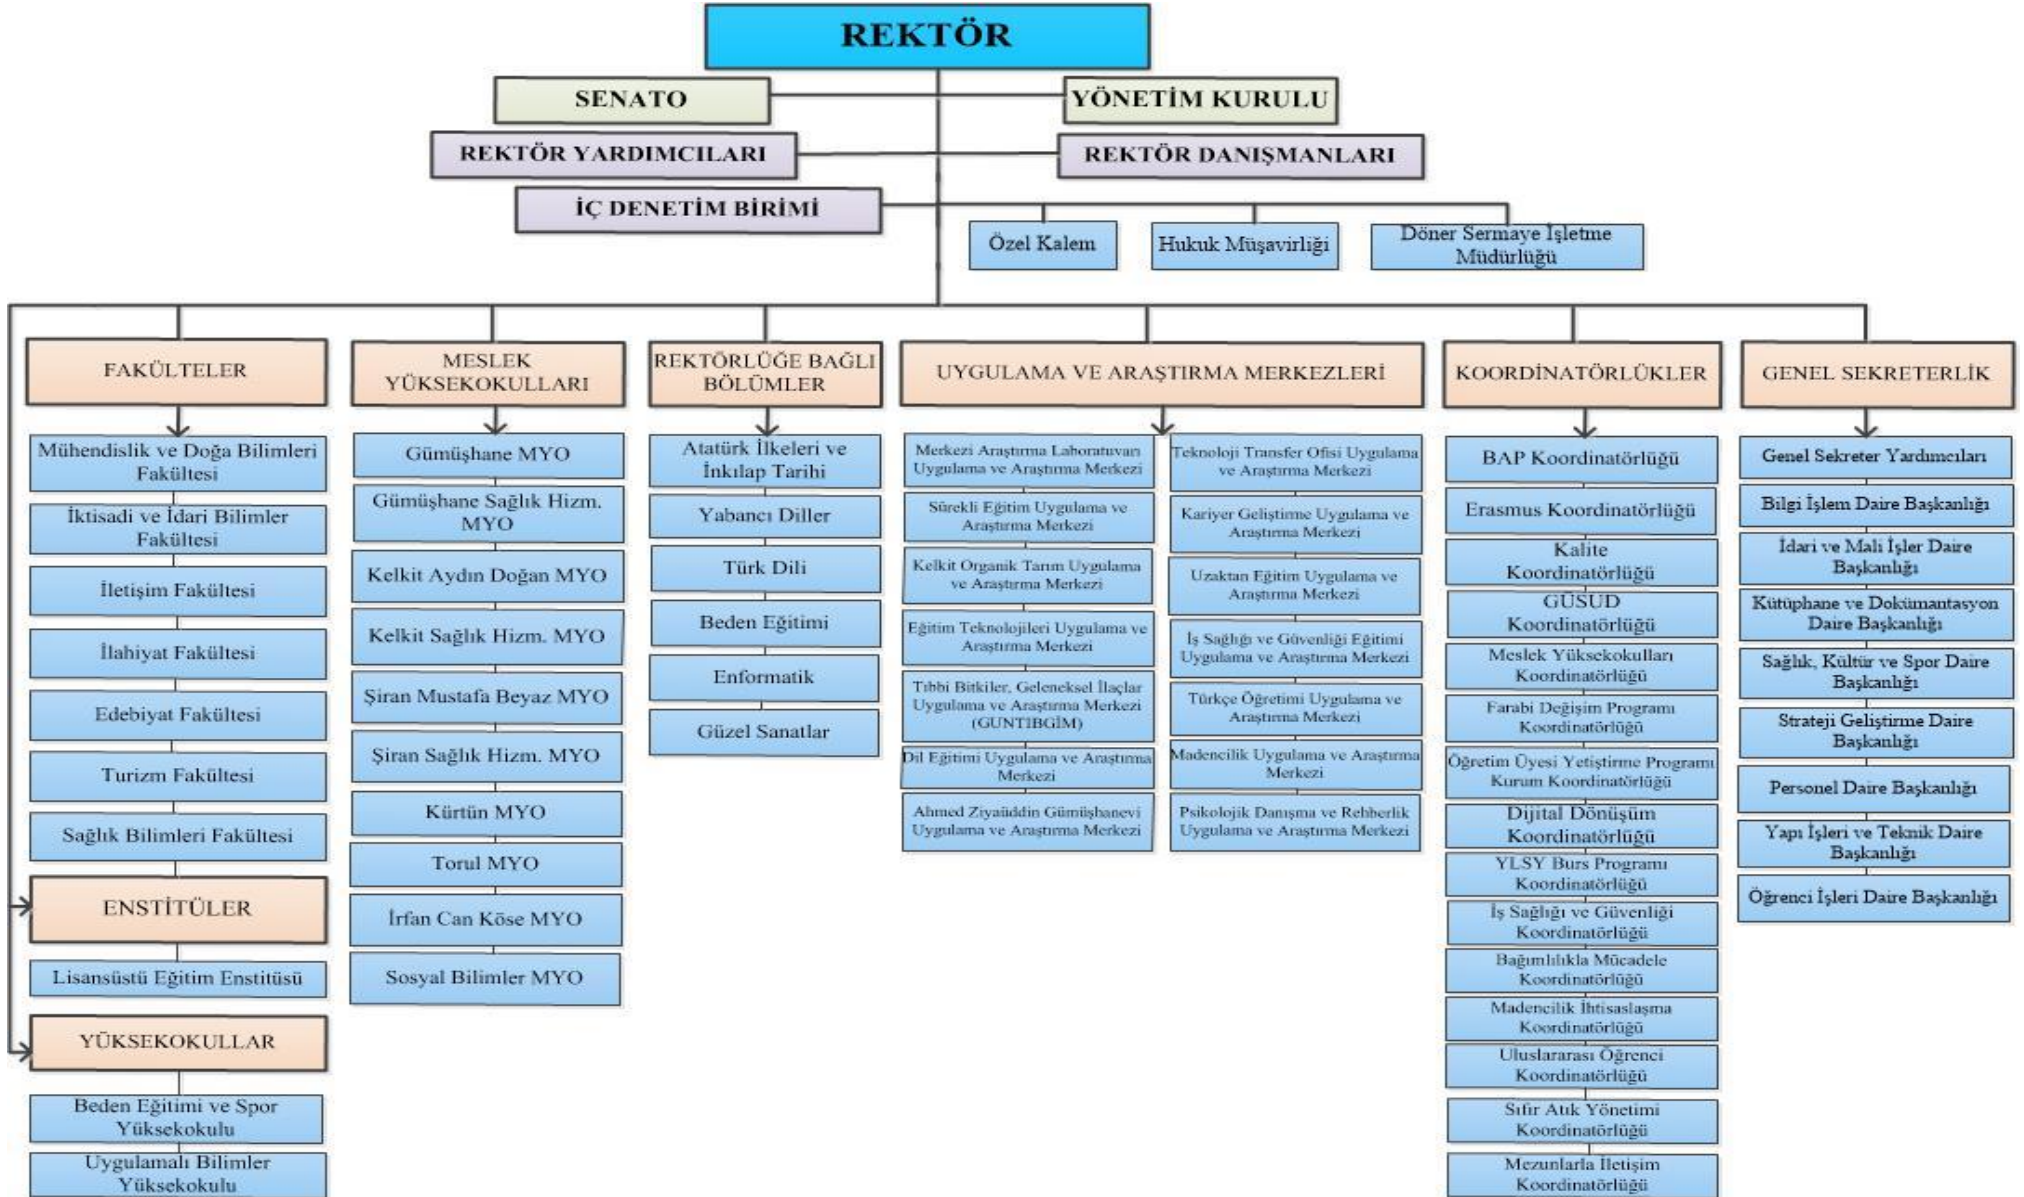 REKTÖR
SENATO
YÖNETİM KURULU
REKTÖR YARDIMCILARI
REKTÖR DANIŞMANLARI
İÇ DENETİM BİRİMİ
Özel Kalem
Hukuk Müşavirliği
Döner Sermaye İşletme
Müdürlüğü
FAKÜLTELER
Mühendislik ve Doğa Bilimleri
Fakültesi
İktisadi ve İdari Bilimler
Fakültesi
İletişim Fakültesi
İlahiyat Fakültesi
Edebiyat Fakültesi
Turizm Fakültesi
Sağlık Bilimleri Fakültesi
ENSTİTÜLER
Lisansüstü Eğitim Enstitüsü
YÜKSEKOKULLAR
Beden Eğitimi ve Spor
Yüksekokulu
Uygulamalı Bilimler
Yüksekokulu
MESLEK
YÜKSEKOKULLARI
Gümüşhane MYO
Gümüşhane Sağlık Hizm.
MYO
Kelkit Aydın Doğan MYO
Kelkit Sağlık Hizm. MYO
Şiran Mustafa Beyaz MYO
Şiran Sağlık Hizm. MYO
Kürtün MYO
Torul MYO
İrfan Can Köse MYO
Sosyal Bilimler MYO
REKTÖRLÜĞE BAĞLI
BÖLÜMLER
Atatürk İlkeleri ve
İnkılap Tarihi
Yabancı Diller
Türk Dili
Beden Eğitimi
Enformatik
Güzel Sanatlar
UYGULAMA VE ARAŞTIRMA MERKEZLERİ
Merkezi Araştırma Laboratuvarı
Uygulama ve Araştırma Merkezi
Sürekli Eğitim Uygulama ve
Araştırma Merkezi
Kelkit Organik Tarım Uygulama
ve Araştırma Merkezi
Eğitim Teknolojileri Uygulama ve
Araştırma Merkezi
Tıbbi Bitkiler, Geleneksel İlaçlar
Uygulama ve Araştırma Merkezi
(GUNTIBGİM)
Dil Eğitimi Uygulama ve Araştırma
Merkezi
Ahmed Ziyaüddin Gümüşhanevi
Uygulama ve Araştırma Merkezi
Teknoloji Transfer Ofisi Uygulama
ve Araştırma Merkezi
Kariyer Geliştirme Uygulama ve
Araştırma Merkezi
Uzaktan Eğitim Uygulama ve
Araştırma Merkezi
İş Sağlığı ve Güvenliği Eğitimi
Uygulama ve Araştırma Merkezi
Türkçe Öğretimi Uygulama ve
Araştırma Merkezi
Madencilik Uygulama ve Araştırma
Merkezi
Psikolojik Danışma ve Rehberlik
Uygulama ve Araştırma Merkezi
KOORDİNATÖRLÜKLER
BAP Koordinatörlüğü
Erasmus Koordinatörlüğü
Kalite
Koordinatörlüğü
GÜSUD
Koordinatörlüğü
Meslek Yüksekokulları
Koordinatörlüğü
Farabi Değişim Programı
Koordinatörlüğü
Öğretim Üyesi Yetiştirme Programı
Kurum Koordinatörlüğü
Dijital Dönüşüm
Koordinatörlüğü
YLSY Burs Programı
Koordinatörlüğü
İş Sağlığı ve Güvenliği
Koordinatörlüğü
Bağımlılıkla Mücadele
Koordinatörlüğü
Madencilik İhtisaslaşma
Koordinatörlüğü
Uluslararası Öğrenci
Koordinatörlüğü
Sıfır Atık Yönetimi
Koordinatörlüğü
Mezunlarla İletişim
Koordinatörlüğü
GENEL SEKRETERLİK
Genel Sekreter Yardımcıları
Bilgi İşlem Daire Başkanlığı
İdari ve Mali İşler Daire
Başkanlığı
Kütüphane ve Dokümantasyon
Daire Başkanlığı
Sağlık, Kültür ve Spor Daire
Başkanlığı
Strateji Geliştirme Daire
Başkanlığı
Personel Daire Başkanlığı
Yapı İşleri ve Teknik Daire
Başkanlığı
Öğrenci İşleri Daire Başkanlığı